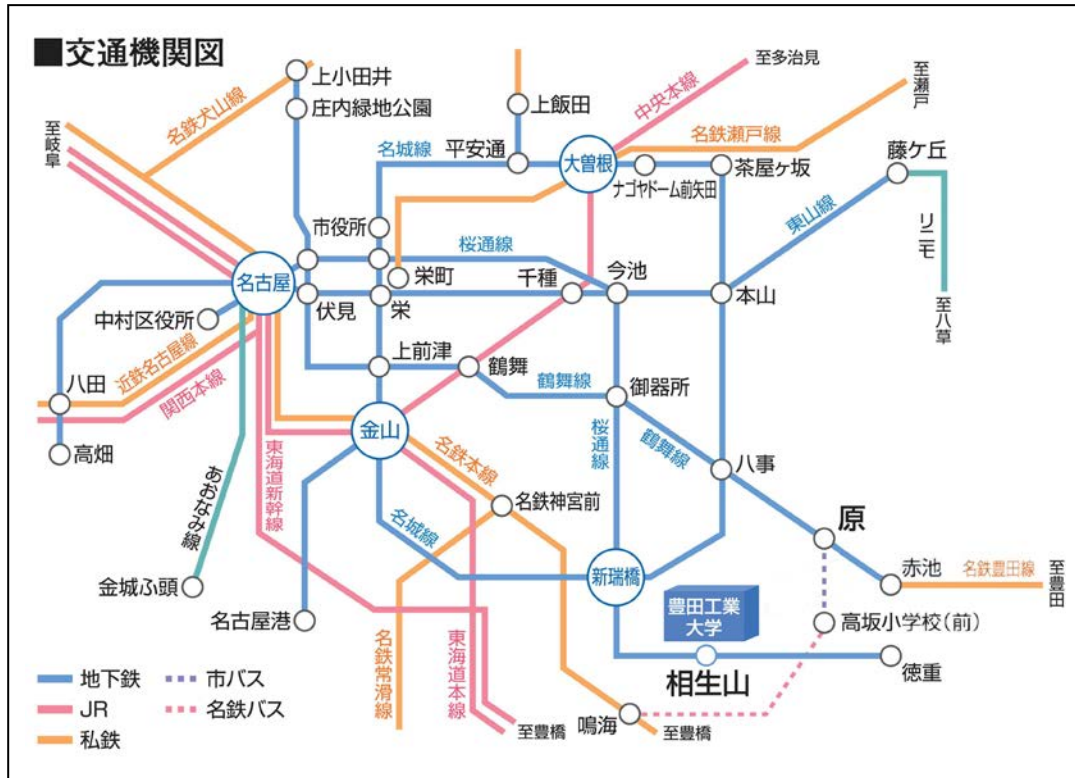 ■交通機関図
上小田井
庄内緑地公園
名鉄犬山線
至岐阜
上飯田
中央本線
至多治見
名鉄瀬戸線
至瀬戸
名城線
平安通
大曽根
ナゴヤドーム前矢田
茶屋ヶ坂
藤ケ丘
東山線
リニモ
至八草
市役所
桜通線
栄町
千種
今池
本山
名古屋
伏見
栄
中村区役所
近鉄名古屋線
関西本線
八田
高畑
上前津
鶴舞
鶴舞線
御器所
金山
桜通線
鶴舞線
八事
名鉄本線
名鉄神宮前
東海道新幹線
あおなみ線
名城線
原
新瑞橋
赤池
名鉄豊田線
至豊田
金城ふ頭
名古屋港
豊田工業
大学
高坂小学校(前)
相生山
徳重
名鉄常滑線
東海道本線
鳴海
至豊橋
至豊橋
地下鉄
JR
私鉄
市バス
名鉄バス